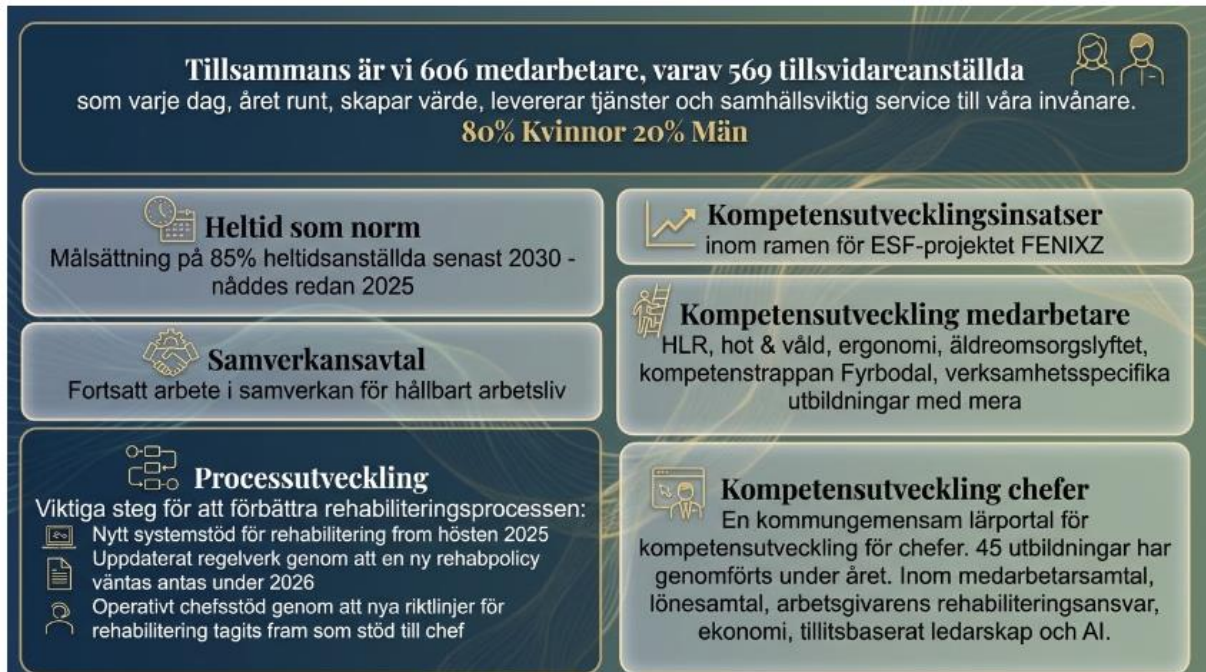 Tillsammans är vi 606 medarbetare, varav 569 tillsvidareanställda
som varje dag, året runt, skapar värde, levererar tjänster och samhällsviktig service till våra invånare.
80% Kvinnor 20% Män
Heltid som norm
Målsättning på 85% heltidsanställda senast 2030 -
nåddes redan 2025
Samverkansavtal
Fortsatt arbete i samverkan för hållbart arbetsliv
Processutveckling
Viktiga steg för att förbättra rehabiliteringsprocessen:
Nytt systemstöd för rehabilitering from hösten 2025
Uppdaterat regelverk genom att en ny rehabpolicy
väntas antas under 2026
Operativt chefsstöd genom att nya riktlinjer för
rehabilitering tagits fram som stöd till chef
Kompetensutvecklingsinsatser
inom ramen för ESF-projektet FENIXZ
Kompetensutveckling medarbetare
HLR, hot & våld, ergonomi, äldreomsorgslyftet,
kompetenstrappan Fyrbodal, verksamhetsspecifika
utbildningar med mera
Kompetensutveckling chefer
En kommungemensam lärportal för
kompetensutveckling för chefer. 45 utbildningar har
genomförts under året. Inom medarbetarsamtal,
lönesamtal, arbetsgivarens rehabiliteringsansvar,
ekonomi, tillitsbaserat ledarskap och AI.